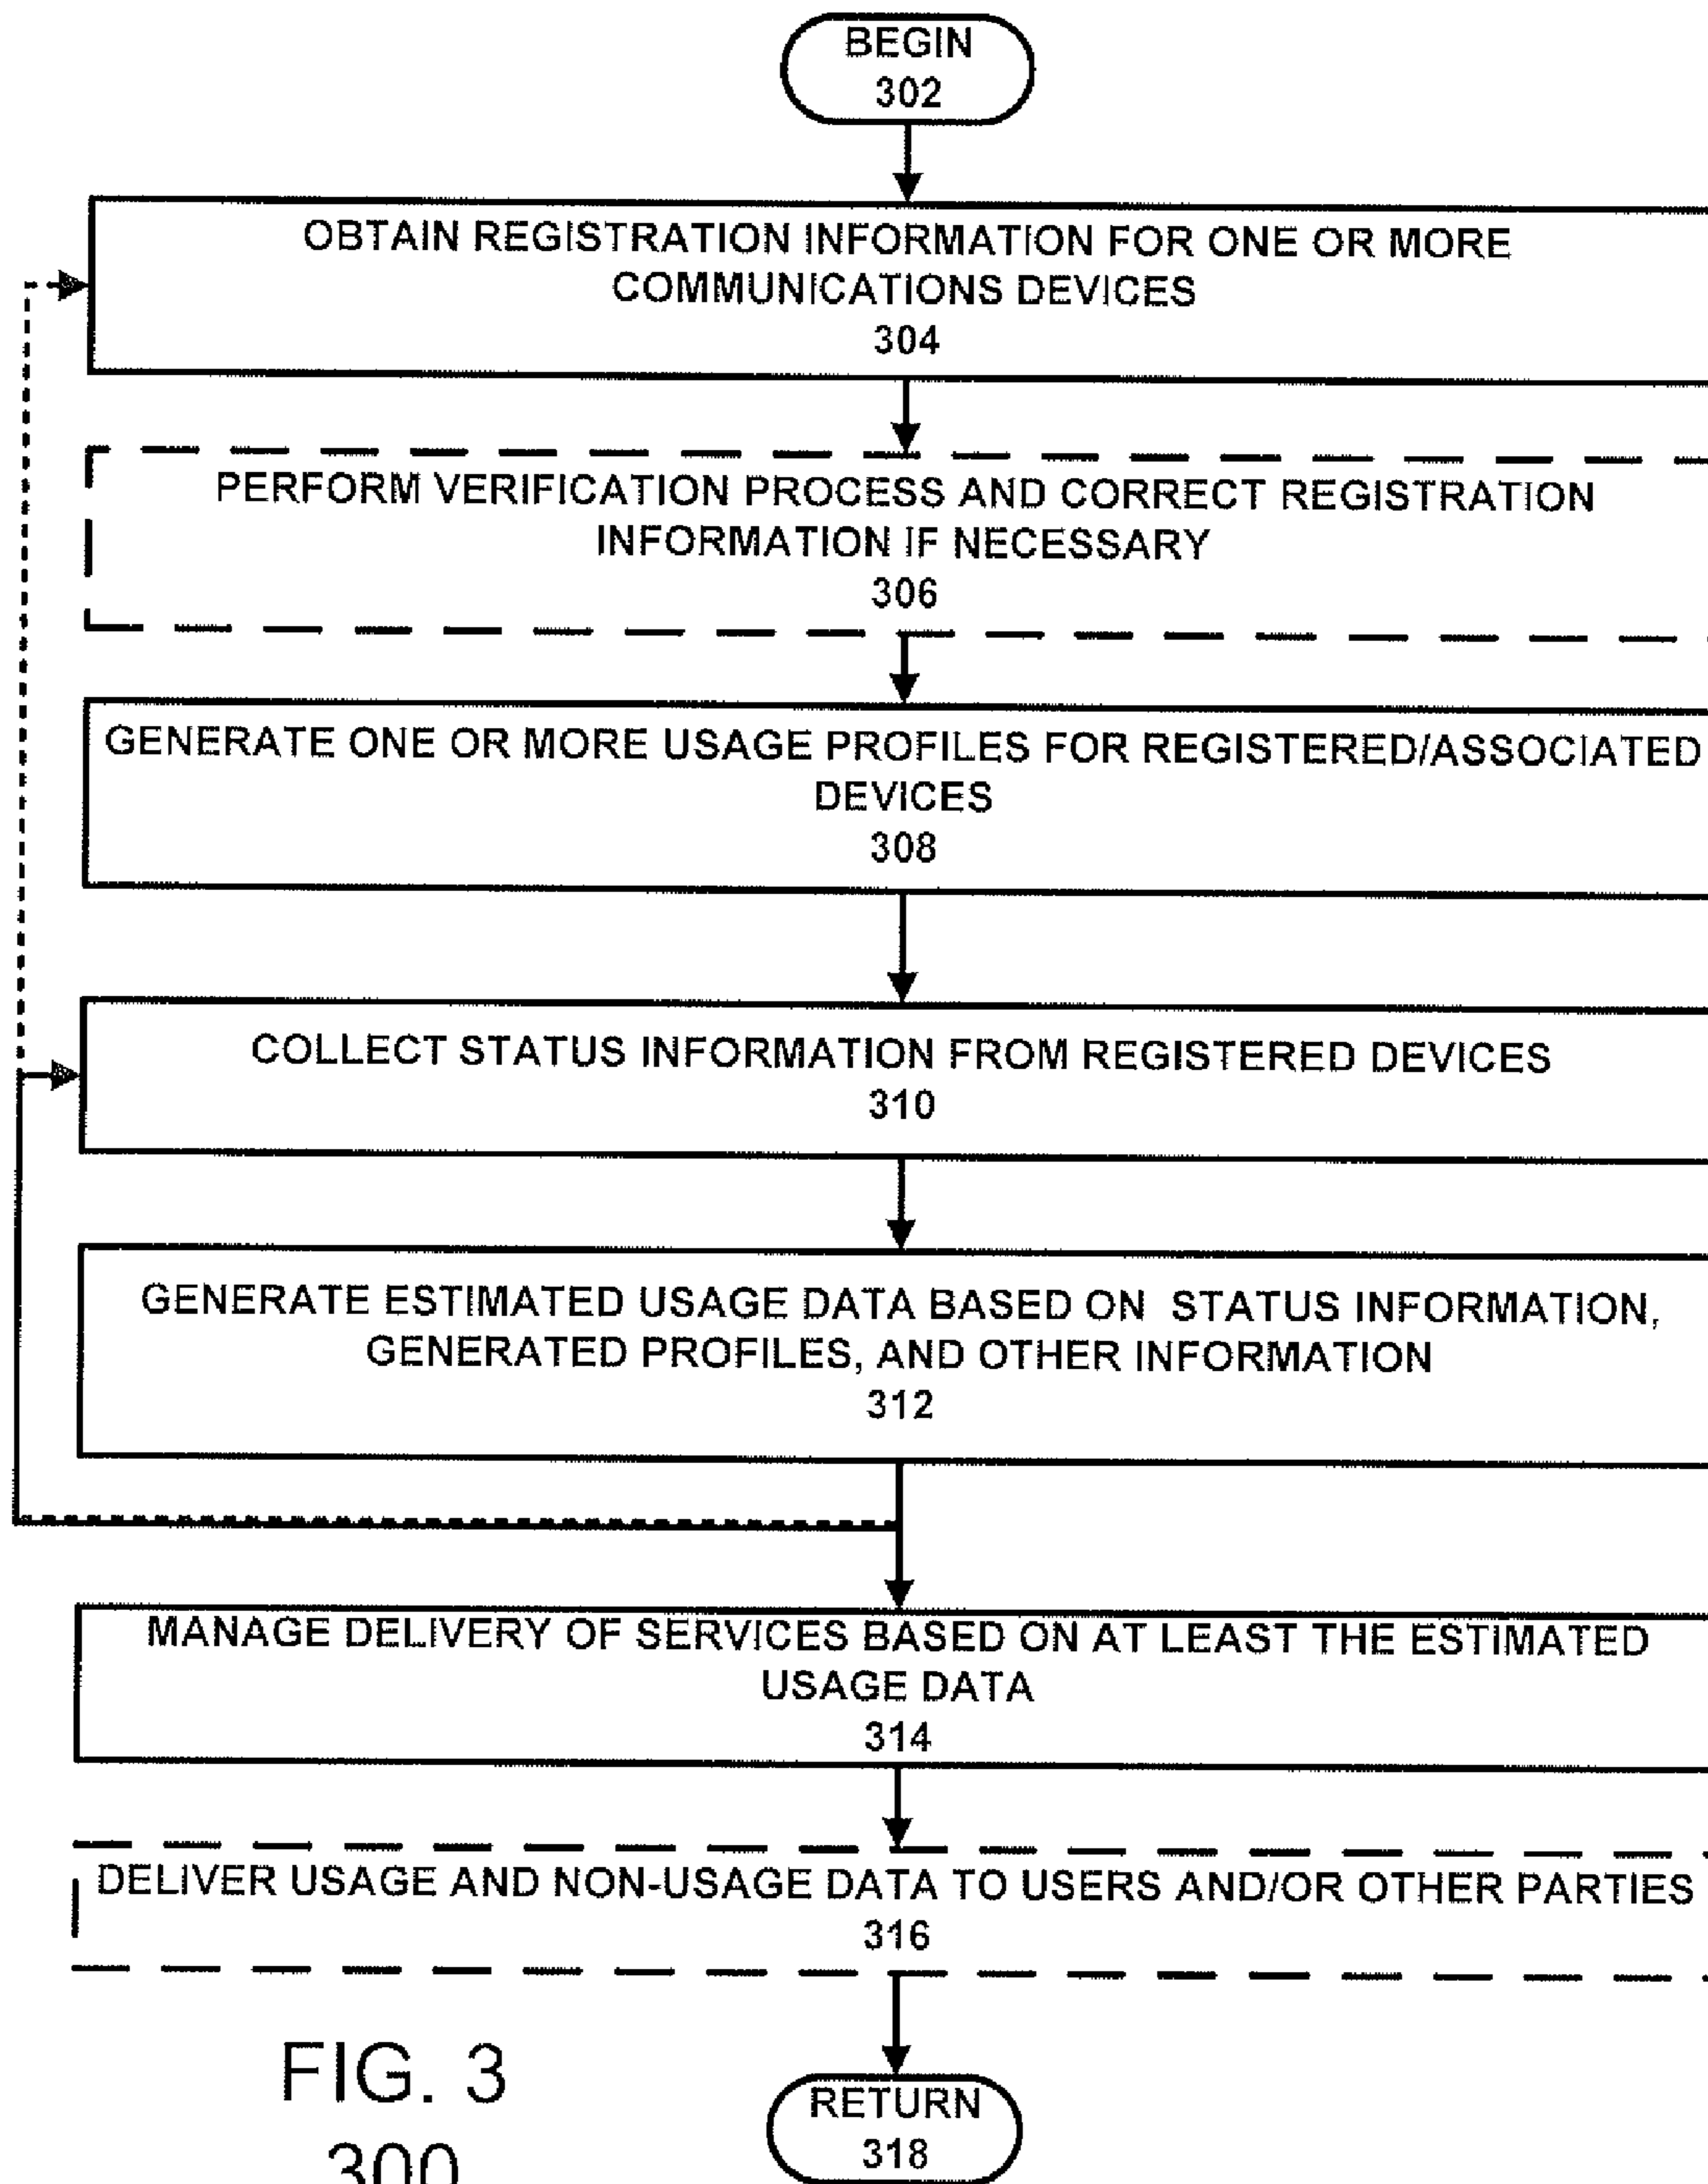 BEGIN
302
OBTAIN REGISTRATION INFORMATION FOR ONE OR MORE
COMMUNICATIONS DEVICES
304
PERFORM VERIFICATION PROCESS AND CORRECT REGISTRATION
INFORMATION IF NECESSARY
306
GENERATE ONE OR MORE USAGE PROFILES FOR REGISTERED/ASSOCIATED
DEVICES
308
COLLECT STATUS INFORMATION FROM REGISTERED DEVICES
310
GENERATE ESTIMATED USAGE DATA BASED ON STATUS INFORMATION,
GENERATED PROFILES, AND OTHER INFORMATION
312
MANAGE DELIVERY OF SERVICES BASED ON AT LEAST THE ESTIMATED
USAGE DATA
314
DELIVER USAGE AND NON-USAGE DATA TO USERS AND/OR OTHER PARTIES
316
FIG. 3
300
RETURN
318